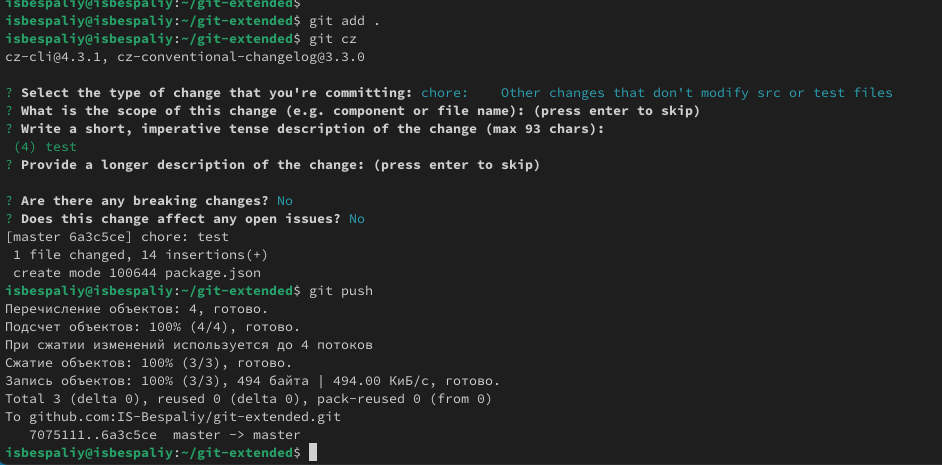 isbespaliy@isbespaliy:~/git-extended$
isbespaliy@isbespaliy:~/git-extended$ git add .
isbespaliy@isbespaliy:~/git-extended$ git cz
cz-cli@4.3.1, cz-conventional-changelog@3.3.0
? Select the type of change that you're committing: chore:    Other changes that don't modify src or test files
? What is the scope of this change (e.g. component or file name): (press enter to skip)
? Write a short, imperative tense description of the change (max 93 chars):
 (4) test
? Provide a longer description of the change: (press enter to skip)
? Are there any breaking changes? No
? Does this change affect any open issues? No
[master 6a3c5ce] chore: test
 1 file changed, 14 insertions(+)
 create mode 100644 package.json
isbespaliy@isbespaliy:~/git-extended$ git push
Перечисление объектов: 4, готово.
Подсчет объектов: 100% (4/4), готово.
При сжатии изменений используется до 4 потоков
Сжатие объектов: 100% (3/3), готово.
Запись объектов: 100% (3/3), 494 байта | 494.00 КиБ/с, готово.
Total 3 (delta 0), reused 0 (delta 0), pack-reused 0 (from 0)
To github.com:IS-Bespaliy/git-extended.git
   7075111..6a3c5ce  master -> master
isbespaliy@isbespaliy:~/git-extended$